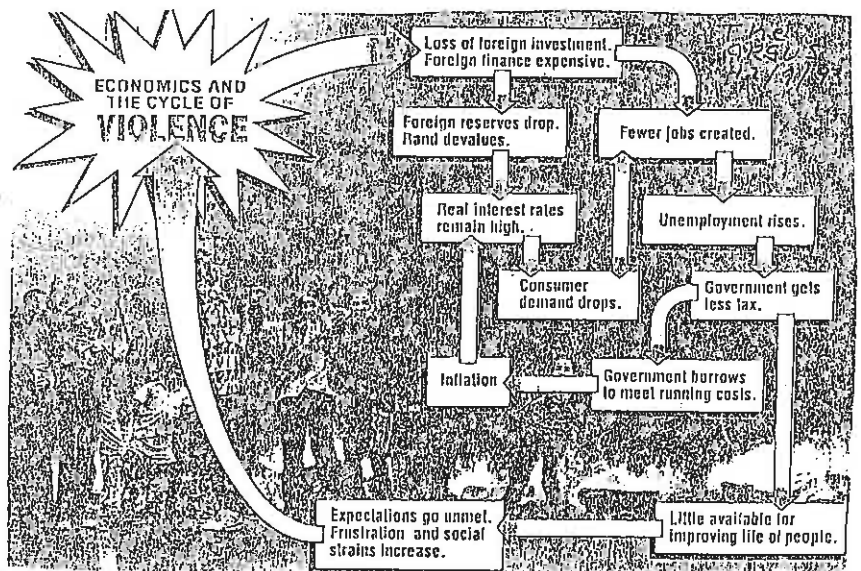 ECONOMICS AND
THE CYCLE OF
VIOLENCE
Loss of foreign investment.
Foreign finance expensive.
The
Argus
Foreign reserves drop.
Rand devalues.
Fewer jobs created.
Real interest rates
remain high.
Unemployment rises.
Consumer
demand drops.
Government gets
less tax.
Inflation
Government borrows
to meet running costs.
Expectations go unmet.
Frustration and social
strains increase.
Little available for
improving life of people.